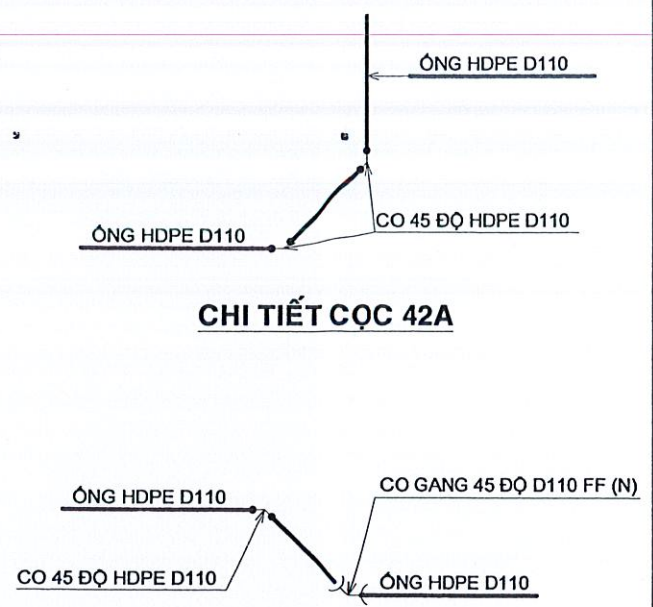 ỐNG HDPE D110
CO 45 ĐỘ HDPE D110
ỐNG HDPE D110
CHI TIẾT CỌC 42A
CO GANG 45 ĐỘ D110 FF (N)
ỐNG HDPE D110
CO 45 ĐỘ HDPE D110
ỐNG HDPE D110